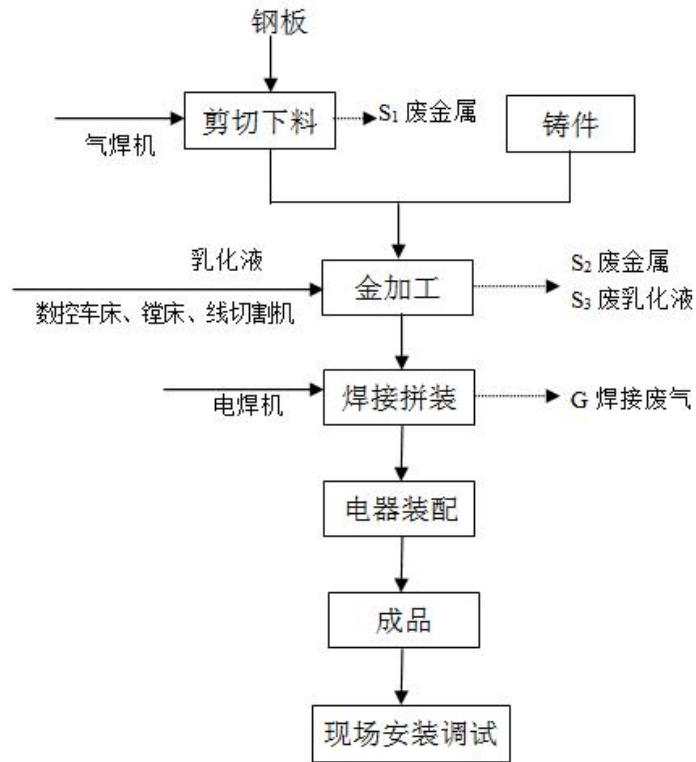 钢板
剪切下料
S₁ 废金属
铸件
气焊机
乳化液
金加工
S₂ 废金属
S₃ 废乳化液
数控车床、镗床、线切割机
焊接拼装
G 焊接废气
电焊机
电器装配
成品
现场安装调试